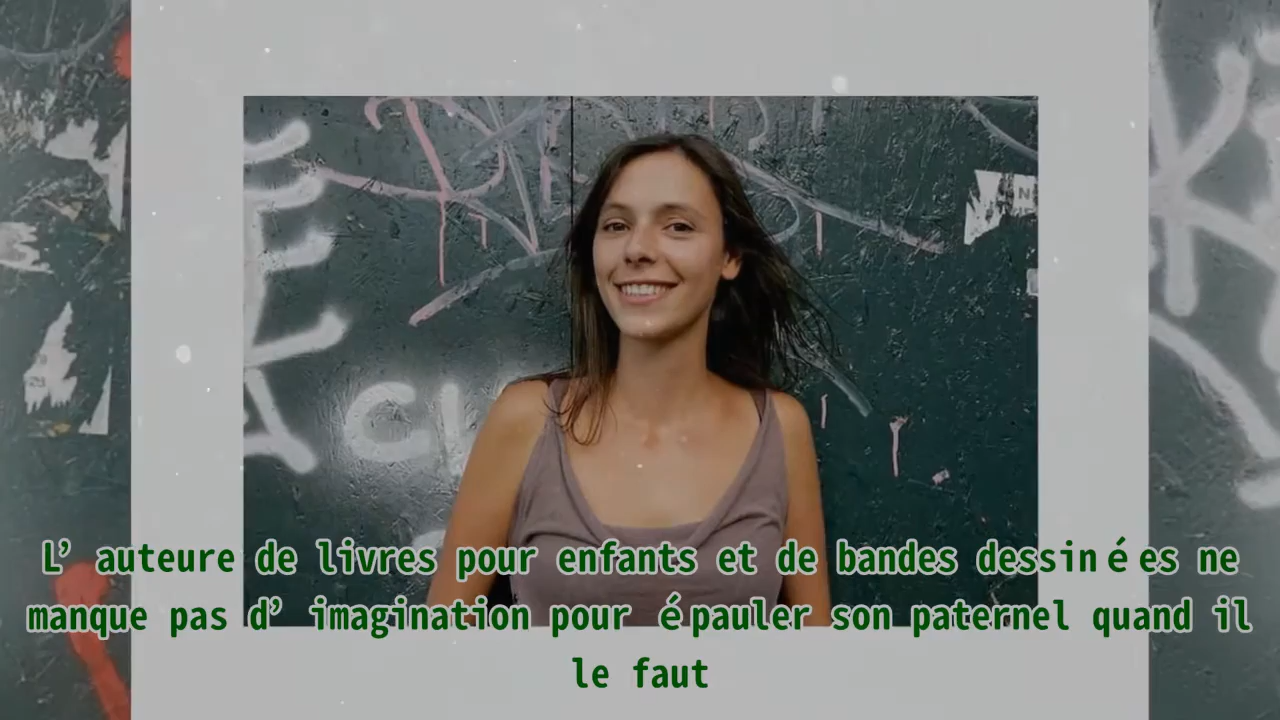 L’ auteure de livres pour enfants et de bandes dessinées ne
manque pas d’ imagination pour épauler son paternel quand il
le faut